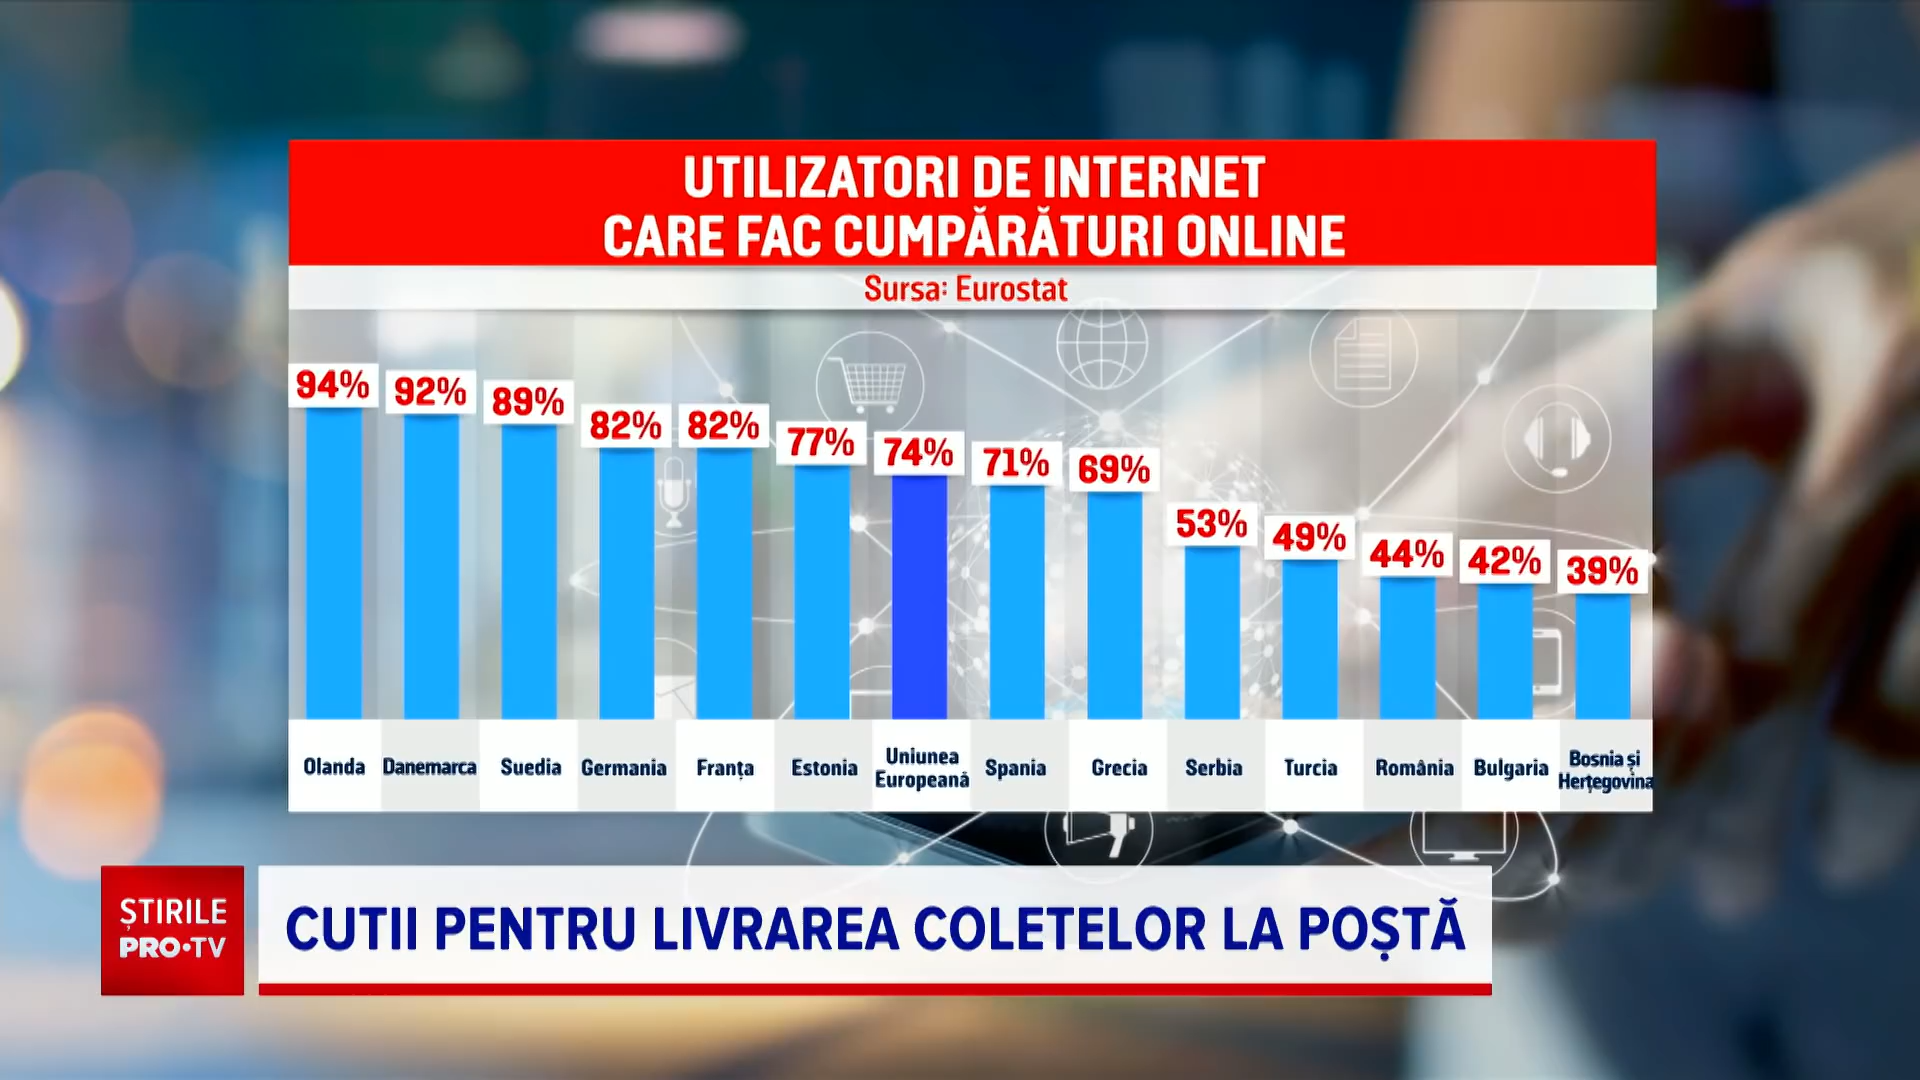 UTILIZATORI DE INTERNET
CARE FAC CUMPĂRĂTURI ONLINE
Sursa: Eurostat
94% 92% 89% 82% 82% 77% 74% 71% 69% 53% 49% 44% 42% 39%
Olanda Danemarca Suedia Germania Franța Estonia Uniunea Europeană Spania Grecia Serbia Turcia România Bulgaria Bosnia și Herțegovina
ȘTIRILE
PRO•TV
CUTII PENTRU LIVRAREA COLETELOR LA POȘTĂ